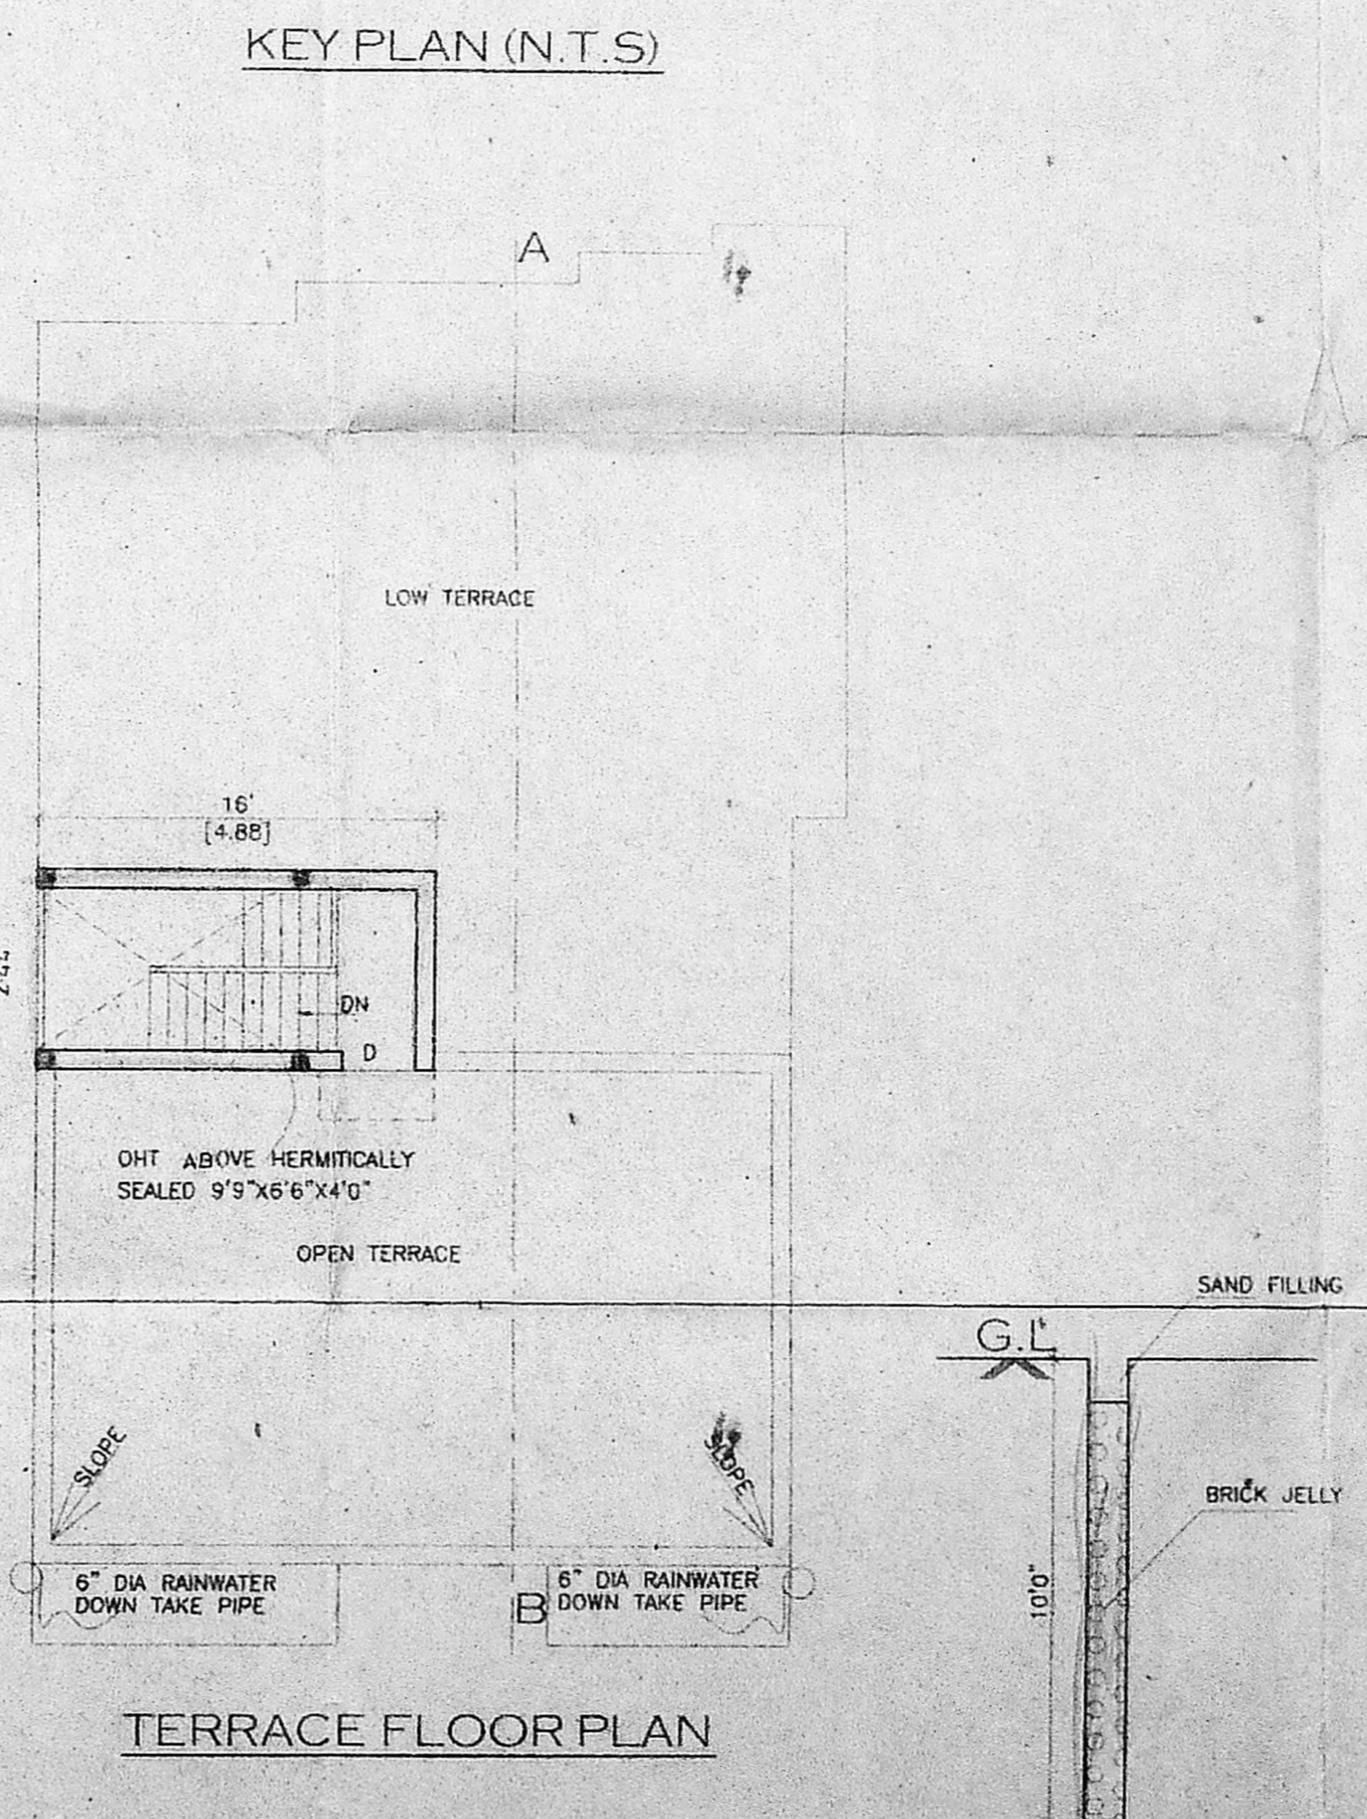 KEY PLAN (N.T.S)
A
LOW TERRACE
16'
[4.88]
2.44
DN
D
OHT ABOVE HERMITICALLY
SEALED 9'9"X6'6"X4'0"
OPEN TERRACE
SAND FILLING
G.L
SLOPE
SLOPE
BRICK JELLY
10'0"
6" DIA RAINWATER
DOWN TAKE PIPE
6" DIA RAINWATER
DOWN TAKE PIPE
B
TERRACE FLOOR PLAN